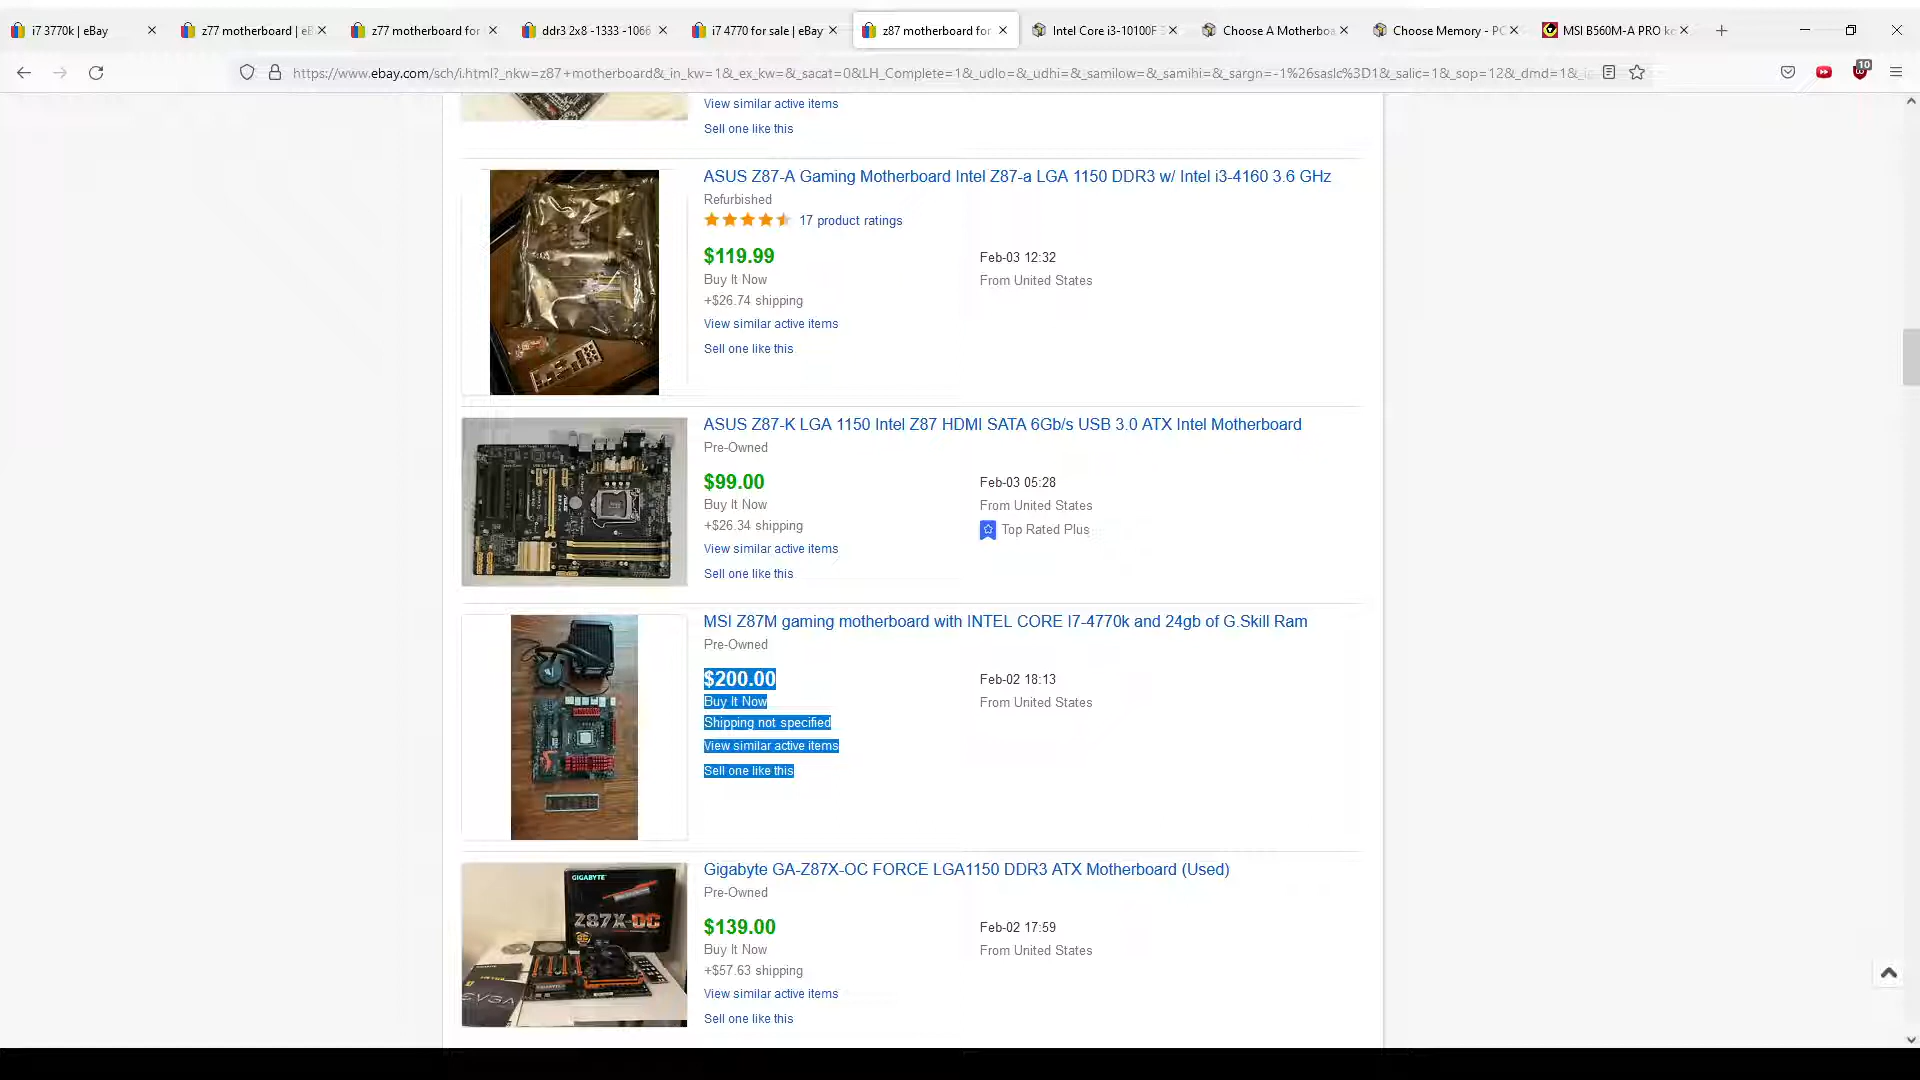 i7 3770k | eBay
z77 motherboard | eB
z77 motherboard for
ddr3 2x8 -1333 -1066
i7 4770 for sale | eBay
z87 motherboard for
Intel Core i3-10100F
Choose A Motherboa
Choose Memory - PC
MSI B560M-A PRO
https://www.ebay.com/sch/i.html?_nkw=z87+motherboard&_in_kw=1&_ex_kw=&_sacat=0&LH_Complete=1&_udlo=&_udhi=&_samilow=&_samihi=&_sargn=-1%26saslc%3D1&_salic=1&_sop=12&_dmd=1&_
10
View similar active items
Sell one like this
ASUS Z87-A Gaming Motherboard Intel Z87-a LGA 1150 DDR3 w/ Intel i3-4160 3.6 GHz
Refurbished
17 product ratings
$119.99
Feb-03 12:32
Buy It Now
From United States
+$26.74 shipping
View similar active items
Sell one like this
ASUS Z87-K LGA 1150 Intel Z87 HDMI SATA 6Gb/s USB 3.0 ATX Intel Motherboard
Pre-Owned
$99.00
Feb-03 05:28
Buy It Now
From United States
+$26.34 shipping
Top Rated Plus
View similar active items
Sell one like this
MSI Z87M gaming motherboard with INTEL CORE I7-4770k and 24gb of G.Skill Ram
Pre-Owned
$200.00
Feb-02 18:13
Buy It Now
From United States
Shipping not specified
View similar active items
Sell one like this
Gigabyte GA-Z87X-OC FORCE LGA1150 DDR3 ATX Motherboard (Used)
Pre-Owned
GIGABYTE
Z87X-OC
$139.00
Feb-02 17:59
Buy It Now
From United States
+$57.63 shipping
View similar active items
EVGA
Sell one like this